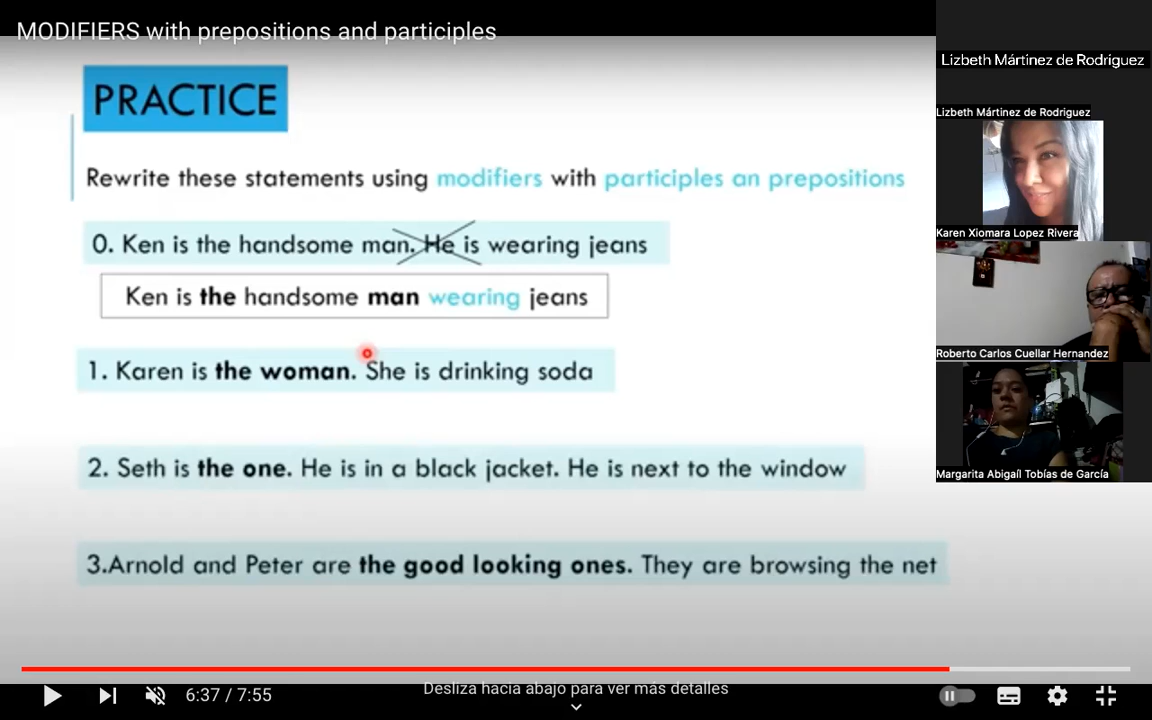 MODIFIERS with prepositions and participles
Lizbeth Mártinez de Rodriguez
PRACTICE
Lizbeth Mártinez de Rodriguez
Rewrite these statements using modifiers with participles an prepositions
Karen Xiomara Lopez Rivera
0. Ken is the handsome man. He is wearing jeans
Ken is the handsome man wearing jeans
Roberto Carlos Cuellar Hernandez
1. Karen is the woman. She is drinking soda
2. Seth is the one. He is in a black jacket. He is next to the window
Margarita Abigaíl Tobías de García
3.Arnold and Peter are the good looking ones. They are browsing the net
6:37 / 7:55
Desliza hacia abajo para ver más detalles